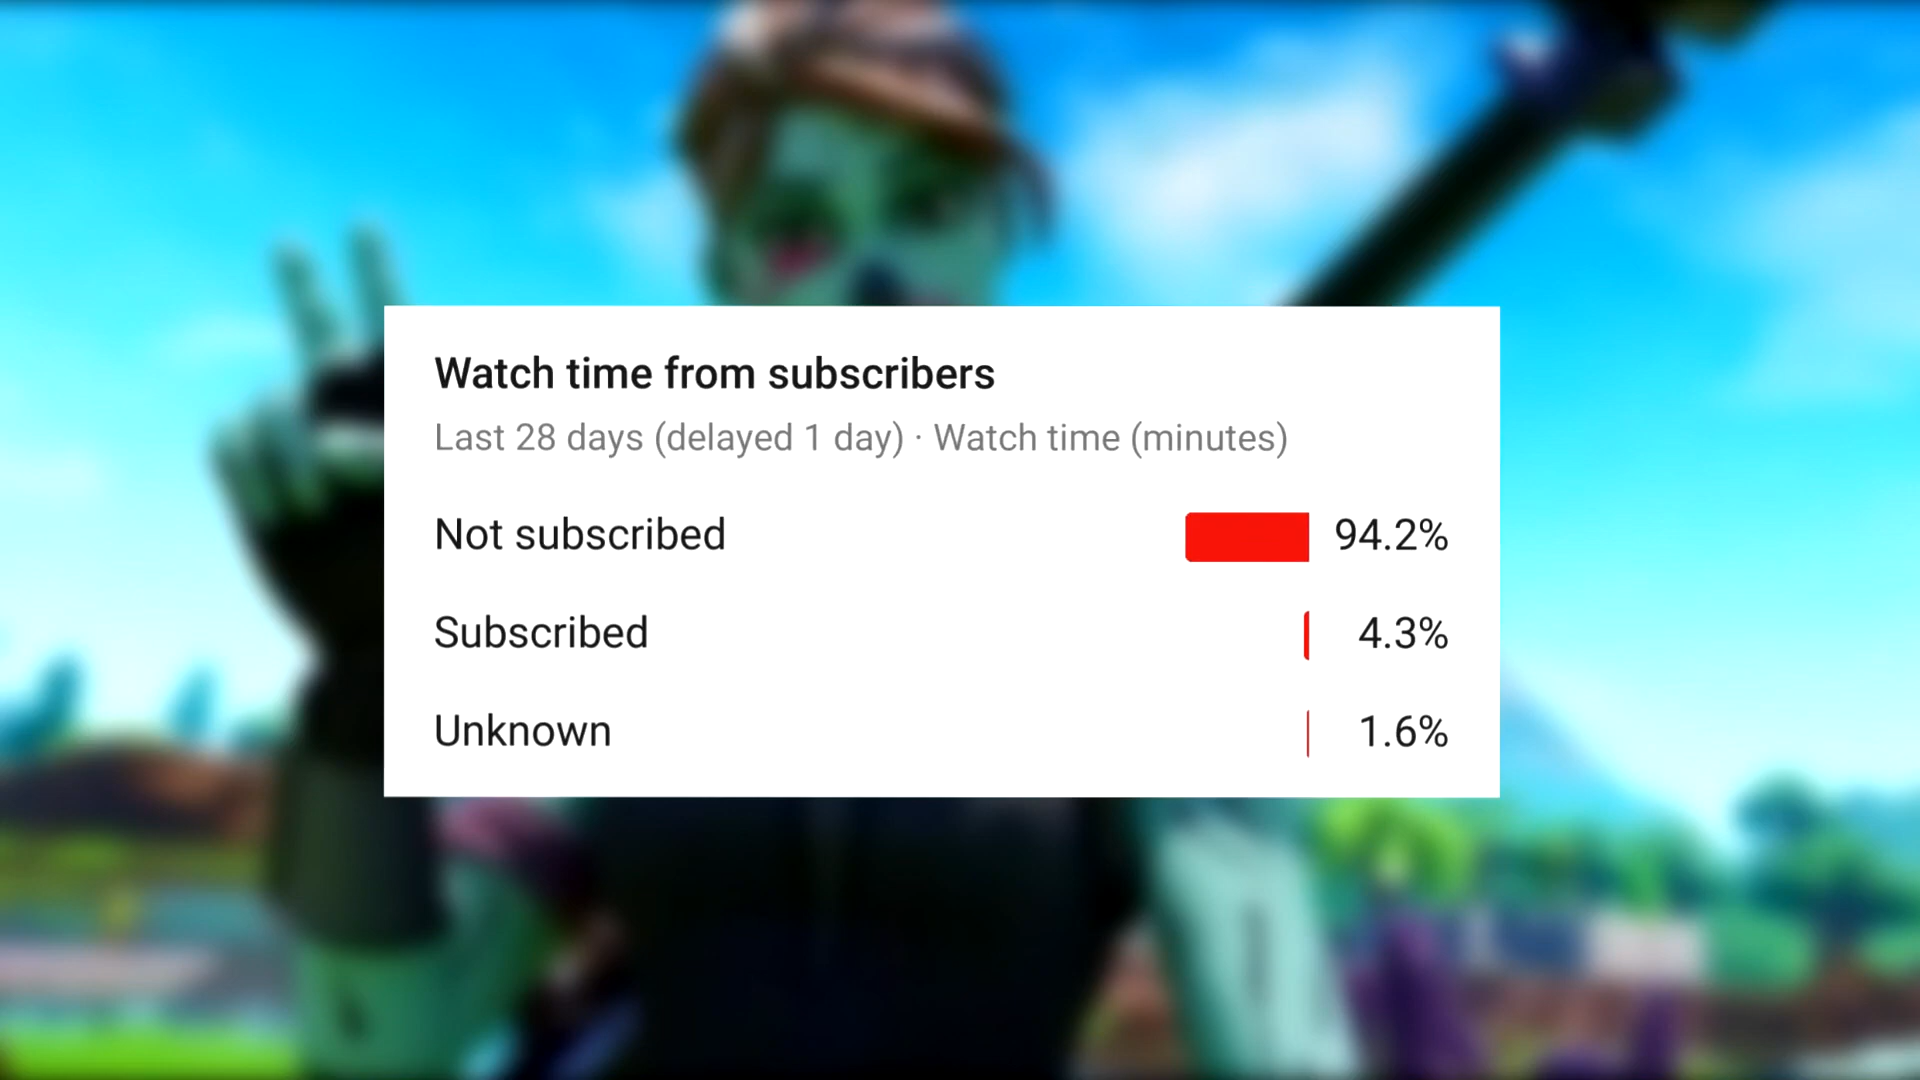 Watch time from subscribers
Last 28 days (delayed 1 day) · Watch time (minutes)
Not subscribed 94.2%
Subscribed 4.3%
Unknown 1.6%